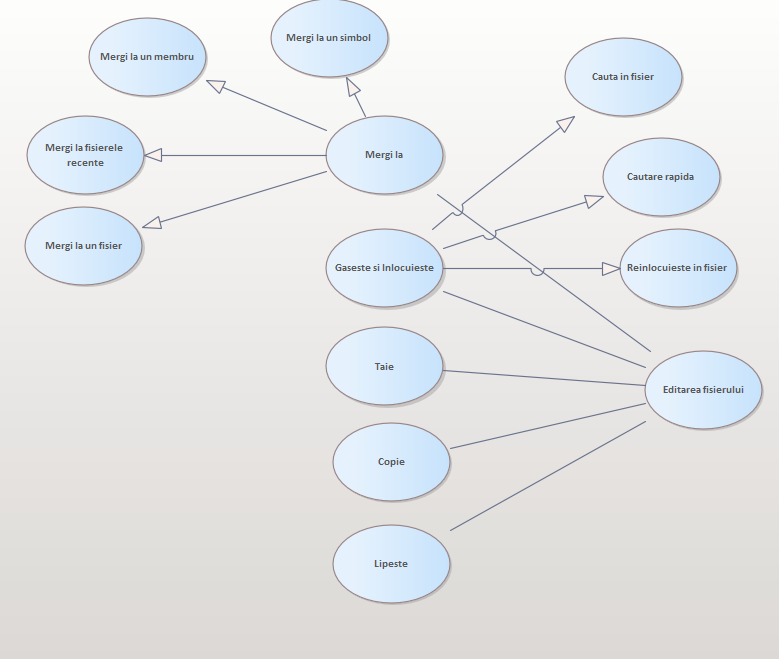 Mergi la un simbol
Mergi la un membru
Cauta in fisier
Mergi la fisierele
recente
Mergi la
Cautare rapida
Mergi la un fisier
Gaseste si Inlocuieste
Reinlocuieste in fisier
Taie
Editarea fisierului
Copie
Lipeste